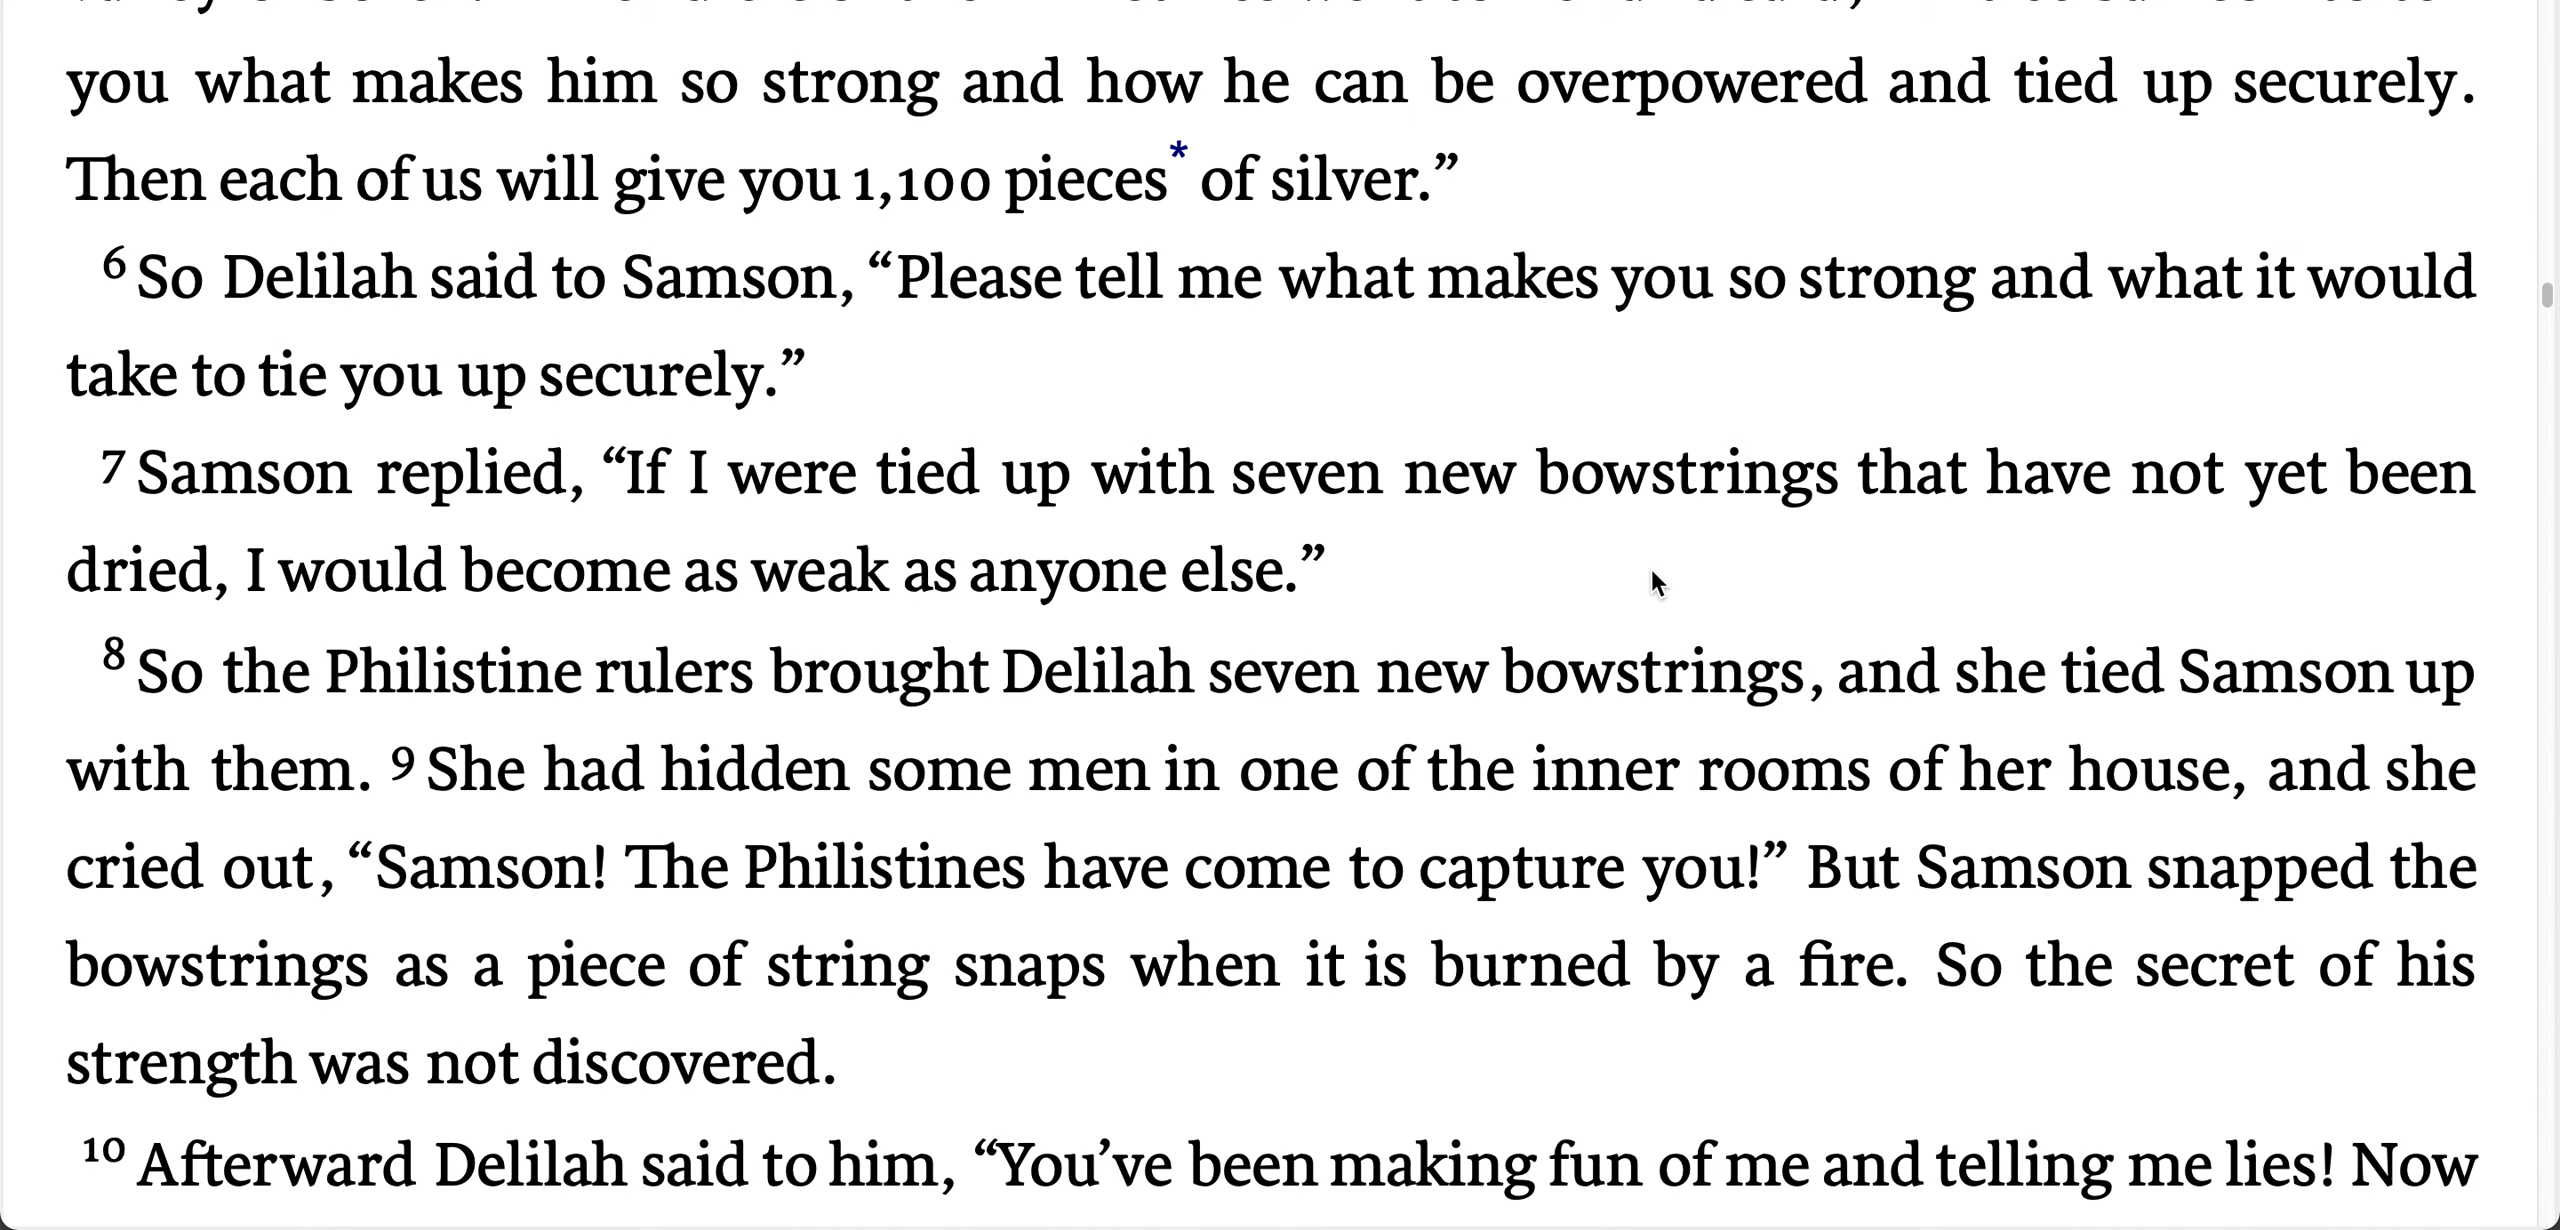 you what makes him so strong and how he can be overpowered and tied up securely.
Then each of us will give you 1,100 pieces* of silver.”
6 So Delilah said to Samson, “Please tell me what makes you so strong and what it would
take to tie you up securely.”
7 Samson replied, “If I were tied up with seven new bowstrings that have not yet been
dried, I would become as weak as anyone else.”
8 So the Philistine rulers brought Delilah seven new bowstrings, and she tied Samson up
with them. 9 She had hidden some men in one of the inner rooms of her house, and she
cried out, “Samson! The Philistines have come to capture you!” But Samson snapped the
bowstrings as a piece of string snaps when it is burned by a fire. So the secret of his
strength was not discovered.
10 Afterward Delilah said to him, “You’ve been making fun of me and telling me lies! Now